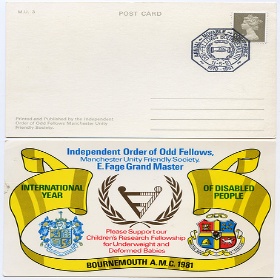 M.U. 5
POST CARD
Printed and Published by the Independent
Order of Odd Fellows Manchester Unity
Friendly Society.
Independent Order of Odd Fellows,
Manchester Unity Friendly Society.
E. Fage Grand Master
INTERNATIONAL
YEAR
OF DISABLED
PEOPLE
Please Support our
Children's Research Fellowship
for Underweight and
Deformed Babies
BOURNEMOUTH A.M.C. 1981